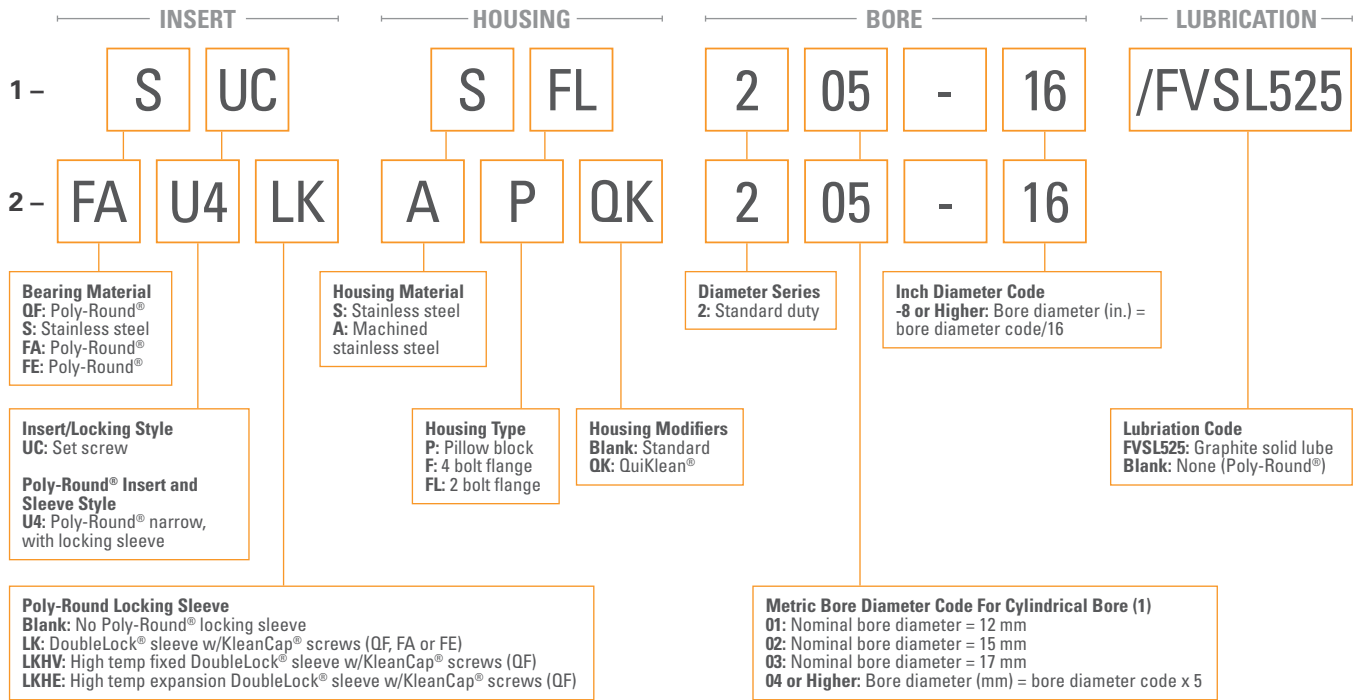 INSERT
HOUSING
BORE
LUBRICATION
1 – S UC S FL 2 05 - 16 /FVSL525
2 – FA U4 LK A P QK 2 05 - 16
Bearing Material
QF: Poly-Round®
S: Stainless steel
FA: Poly-Round®
FE: Poly-Round®
Housing Material
S: Stainless steel
A: Machined
stainless steel
Diameter Series
2: Standard duty
Inch Diameter Code
-8 or Higher: Bore diameter (in.) =
bore diameter code/16
Insert/Locking Style
UC: Set screw
Poly-Round® Insert and
Sleeve Style
U4: Poly-Round® narrow,
with locking sleeve
Housing Type
P: Pillow block
F: 4 bolt flange
FL: 2 bolt flange
Housing Modifiers
Blank: Standard
QK: QuiKlean®
Lubriation Code
FVSL525: Graphite solid lube
Blank: None (Poly-Round®)
Poly-Round Locking Sleeve
Blank: No Poly-Round® locking sleeve
LK: DoubleLock® sleeve w/KleanCap® screws (QF, FA or FE)
LKHV: High temp fixed DoubleLock® sleeve w/KleanCap® screws (QF)
LKHE: High temp expansion DoubleLock® sleeve w/KleanCap® screws (QF)
Metric Bore Diameter Code For Cylindrical Bore (1)
01: Nominal bore diameter = 12 mm
02: Nominal bore diameter = 15 mm
03: Nominal bore diameter = 17 mm
04 or Higher: Bore diameter (mm) = bore diameter code x 5